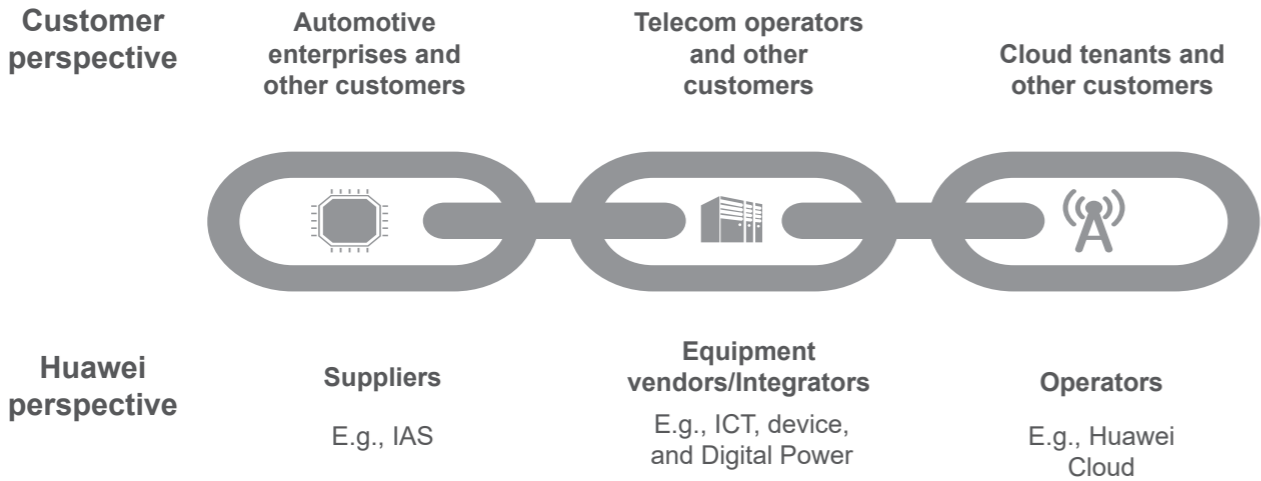 Customer
perspective
Automotive
enterprises and
other customers
Telecom operators
and other
customers
Cloud tenants and
other customers
Huawei
perspective
Suppliers
E.g., IAS
Equipment
vendors/Integrators
E.g., ICT, device,
and Digital Power
Operators
E.g., Huawei
Cloud